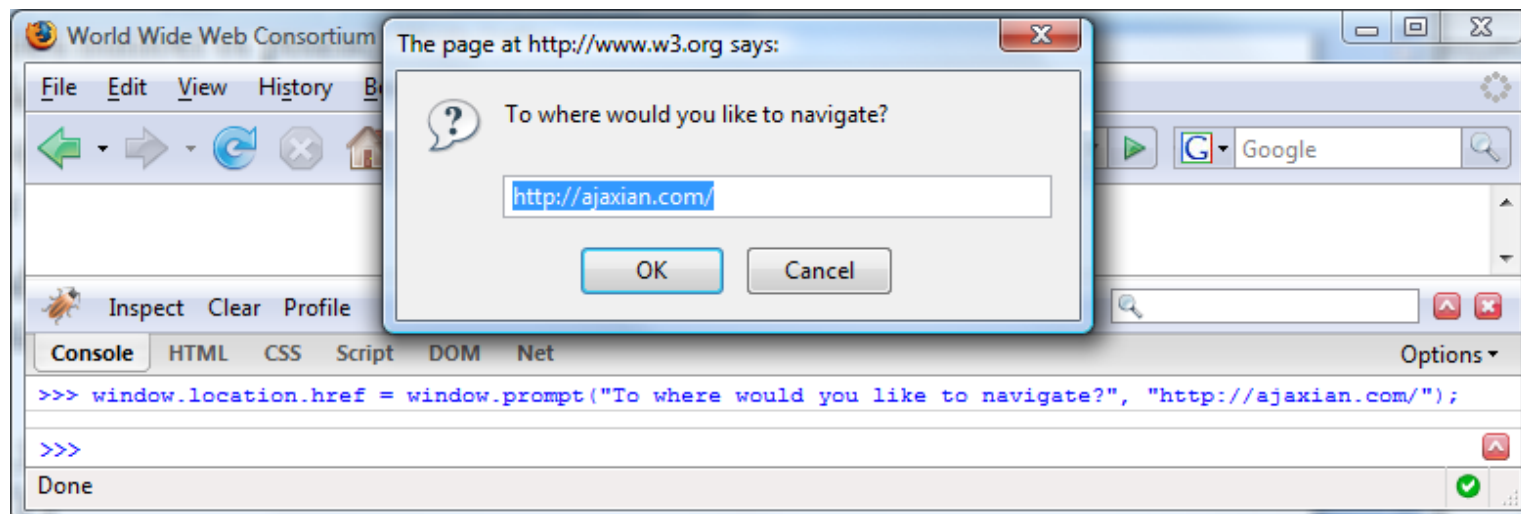 World Wide Web Consortium
The page at http://www.w3.org says:
File Edit View History
To where would you like to navigate?
Google
http://ajaxian.com/
OK Cancel
Inspect Clear Profile
Console HTML CSS Script DOM Net Options
>>> window.location.href = window.prompt("To where would you like to navigate?", "http://ajaxian.com/");
>>>
Done